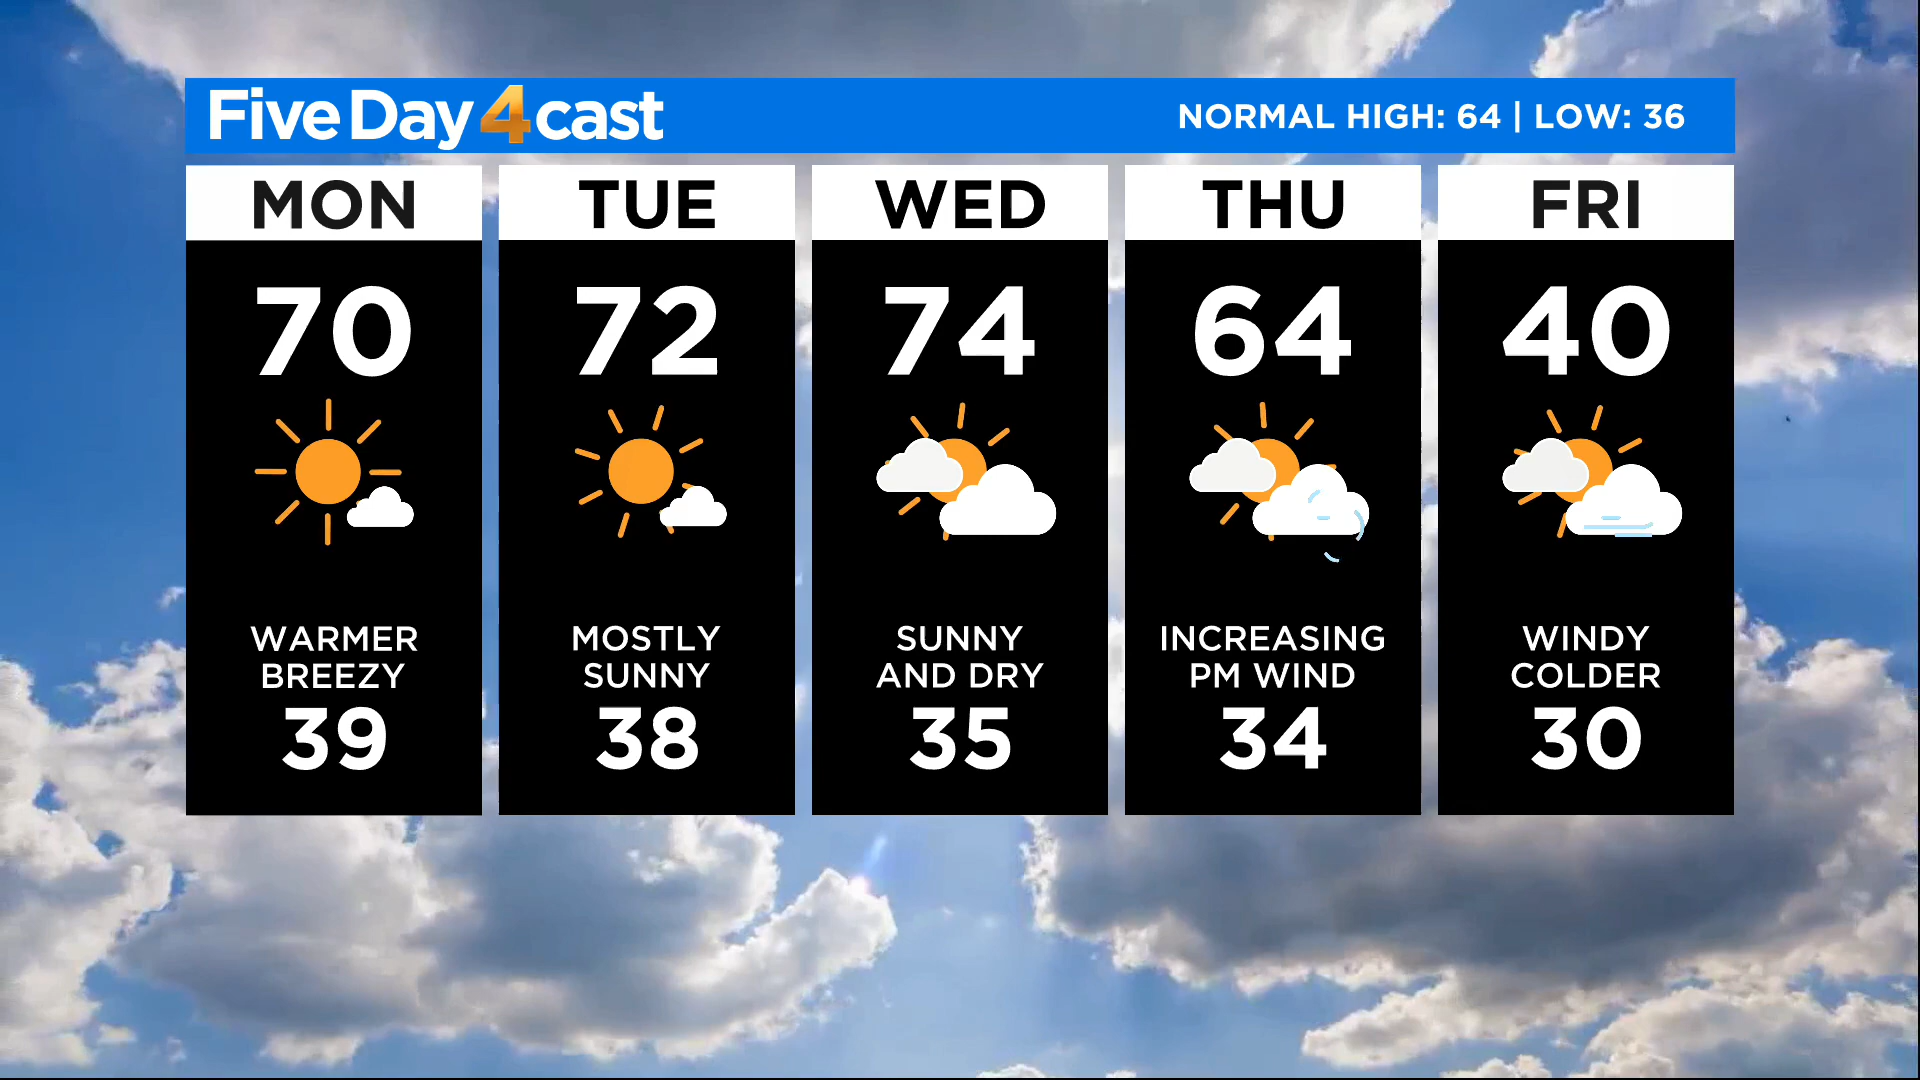 Five Day 4cast
NORMAL HIGH: 64 | LOW: 36
MON
70
WARMER
BREEZY
39
TUE
72
MOSTLY
SUNNY
38
WED
74
SUNNY
AND DRY
35
THU
64
INCREASING
PM WIND
34
FRI
40
WINDY
COLDER
30